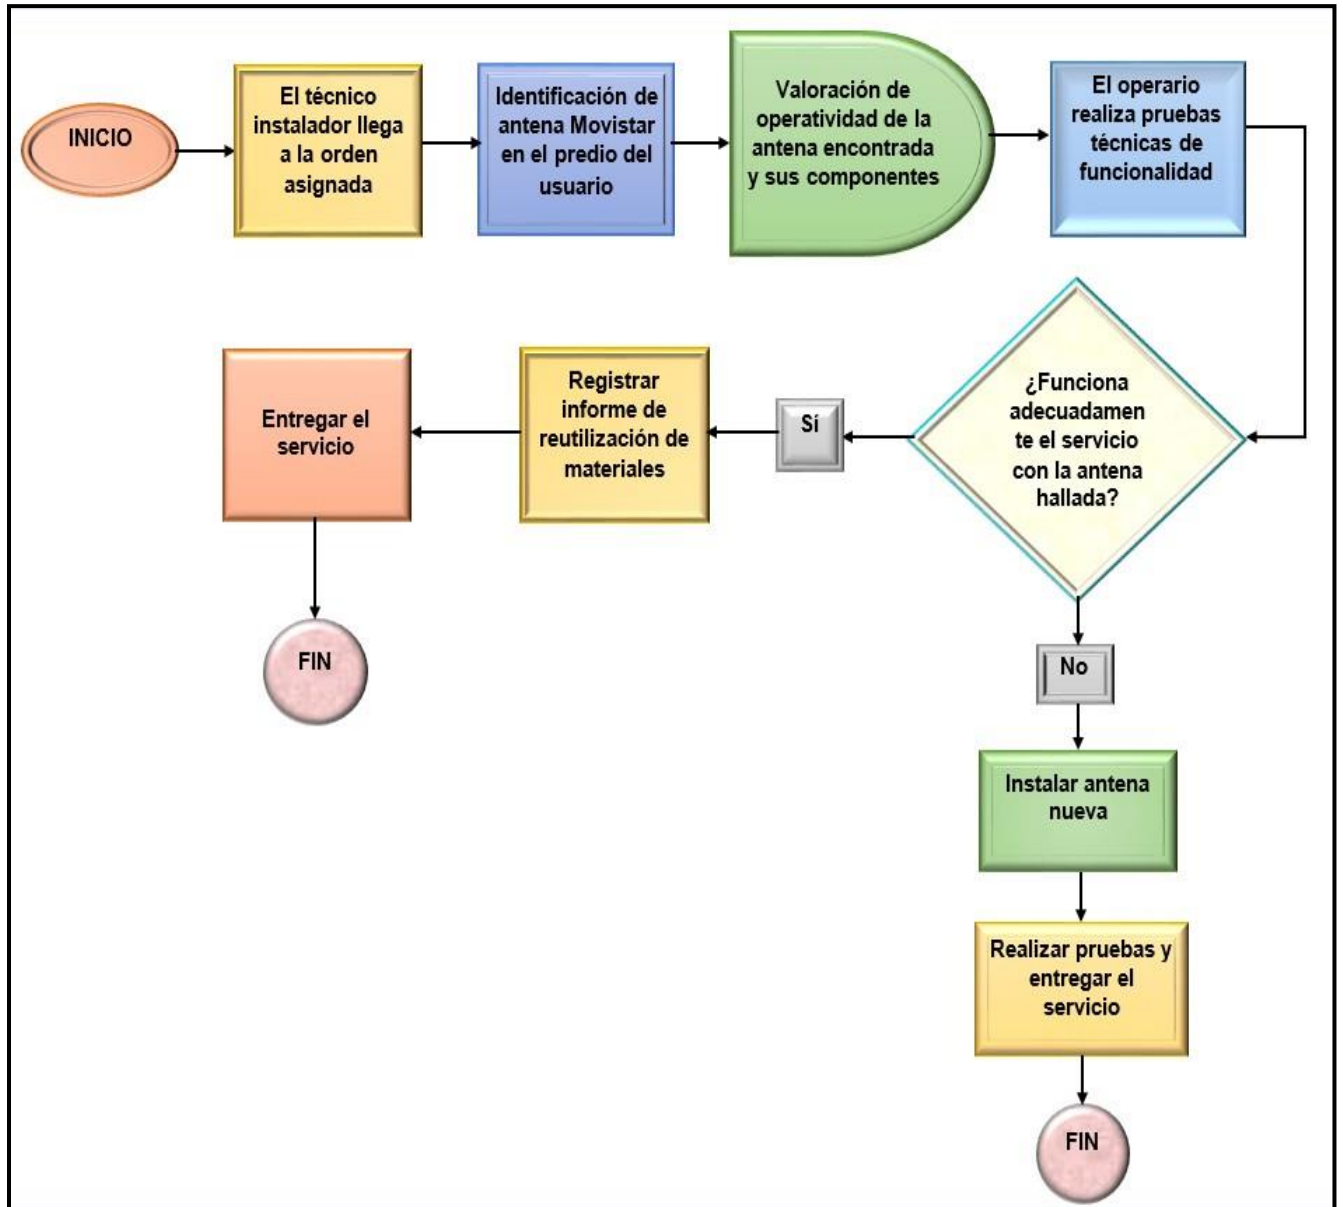 INICIO
El técnico
instalador llega
a la orden
asignada
Identificación de
antena Movistar
en el predio del
usuario
Valoración de
operatividad de la
antena encontrada
y sus componentes
El operario
realiza pruebas
técnicas de
funcionalidad
¿Funciona
adecuadamen
te el servicio
con la antena
hallada?
Sí
Registrar
informe de
reutilización de
materiales
Entregar el
servicio
FIN
No
Instalar antena
nueva
Realizar pruebas y
entregar el
servicio
FIN